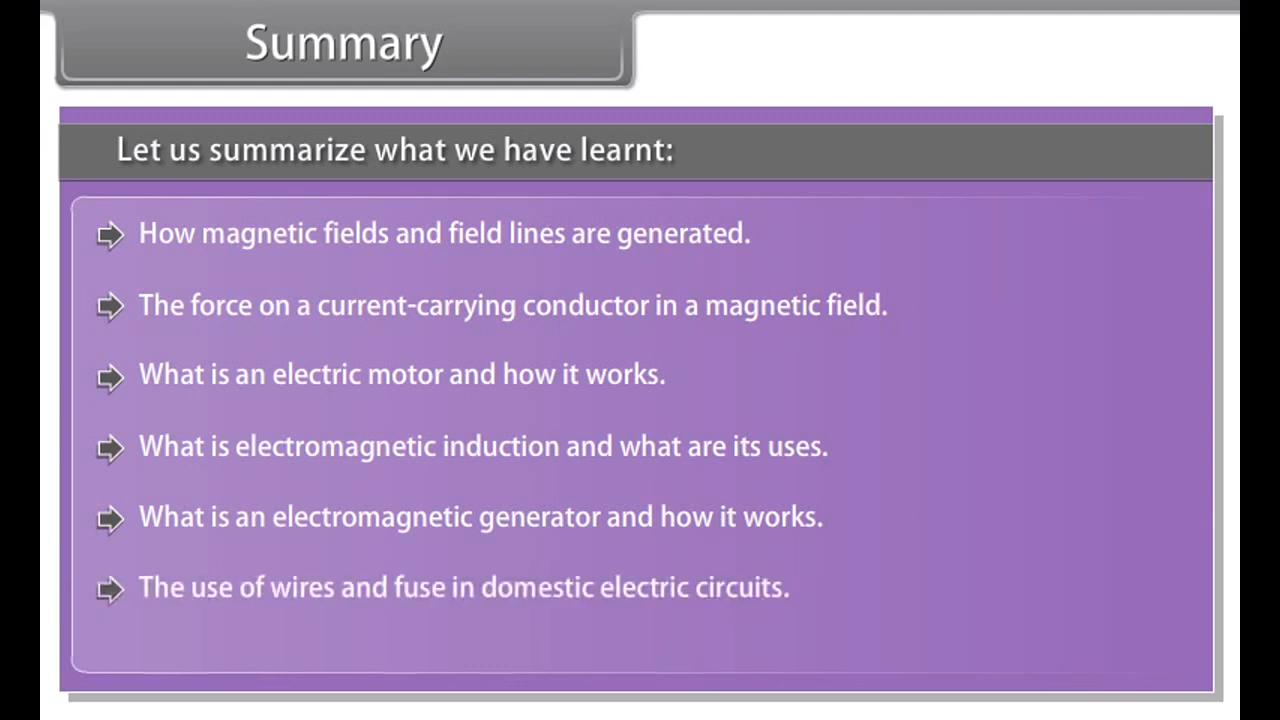 Summary
Let us summarize what we have learnt:
How magnetic fields and field lines are generated.
The force on a current-carrying conductor in a magnetic field.
What is an electric motor and how it works.
What is electromagnetic induction and what are its uses.
What is an electromagnetic generator and how it works.
The use of wires and fuse in domestic electric circuits.